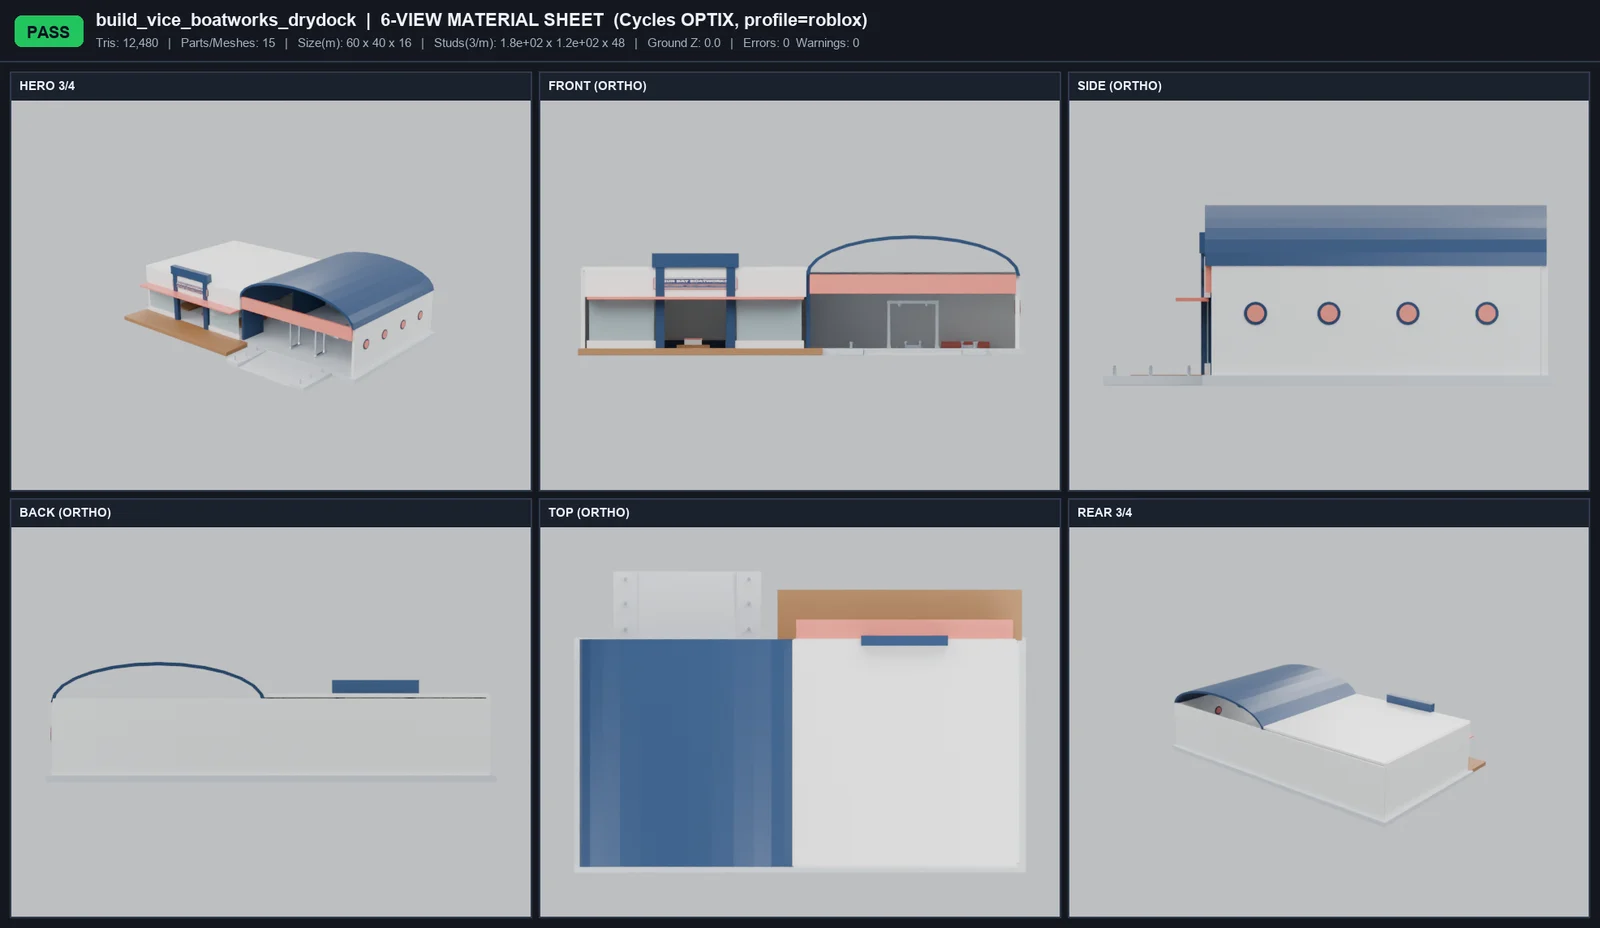 PASS
build_vice_boatworks_drydock | 6-VIEW MATERIAL SHEET (Cycles OPTIX, profile=roblox)
Tris: 12,480 | Parts/Meshes: 15 | Size(m): 60 x 40 x 16 | Studs(3/m): 1.8e+02 x 1.2e+02 x 48 | Ground Z: 0.0 | Errors: 0 Warnings: 0
HERO 3/4
FRONT (ORTHO)
SIDE (ORTHO)
BACK (ORTHO)
TOP (ORTHO)
REAR 3/4